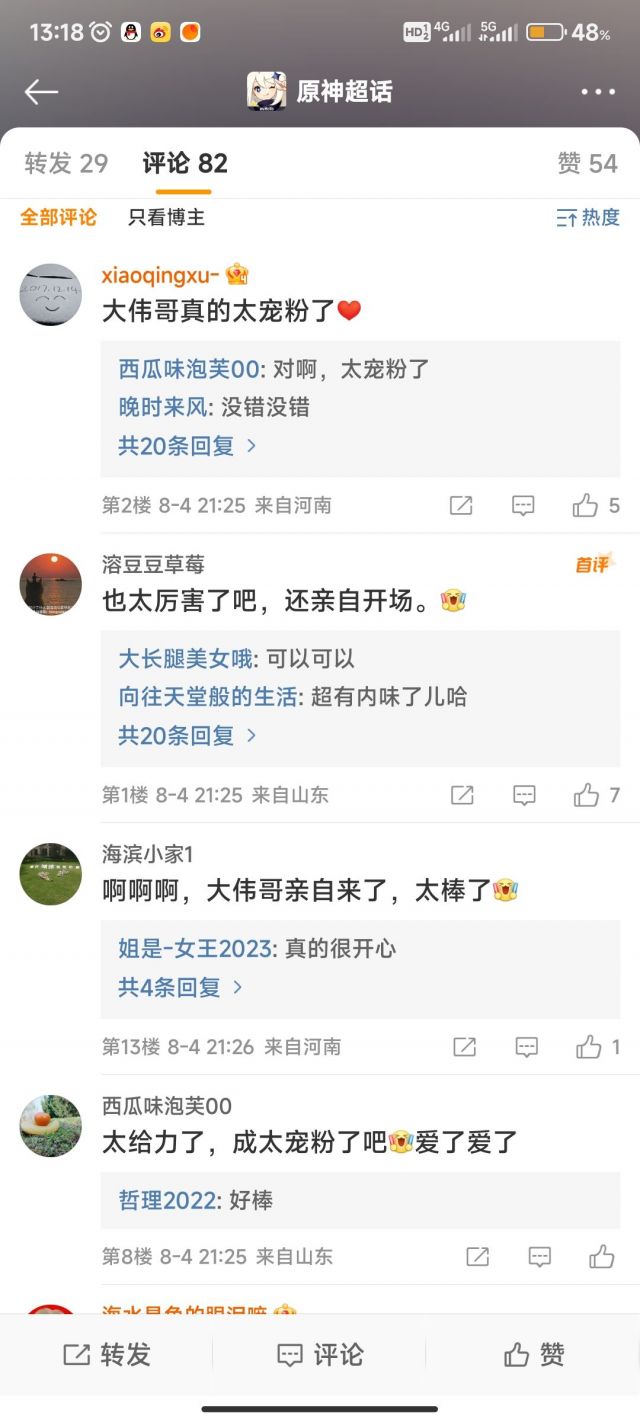 13:18 HD 1 2 4G 5G 48%
原神超话
转发 29 评论 82 赞 54
全部评论 只看博主 热度
2017.12.14
xiaoqingxu-
大伟哥真的太宠粉了
西瓜味泡芙00: 对啊，太宠粉了
晚时来风: 没错没错
共20条回复
第2楼 8-4 21:25 来自河南 5
溶豆豆草莓 首评
也太厉害了吧，还亲自开场。
大长腿美女哦: 可以可以
向往天堂般的生活: 超有内味了儿哈
共20条回复
第1楼 8-4 21:25 来自山东 7
海滨小家1
啊啊啊，大伟哥亲自来了，太棒了
姐是-女王2023: 真的很开心
共4条回复
第13楼 8-4 21:26 来自河南 1
西瓜味泡芙00
太给力了，成太宠粉了吧爱了爱了
哲理2022: 好棒
第8楼 8-4 21:25 来自山东
转发 评论 赞